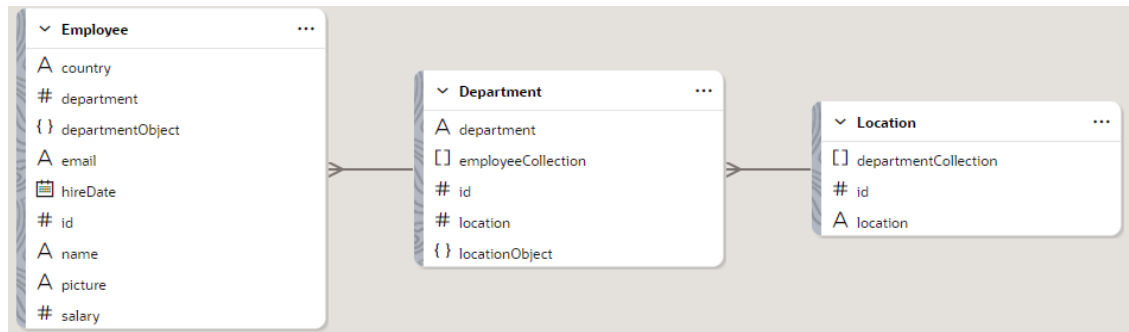 Employee ...
A country
# department
{ } departmentObject
A email
hireDate
# id
A name
A picture
# salary
Department ...
A department
[ ] employeeCollection
# id
# location
{ } locationObject
Location ...
[ ] departmentCollection
# id
A location